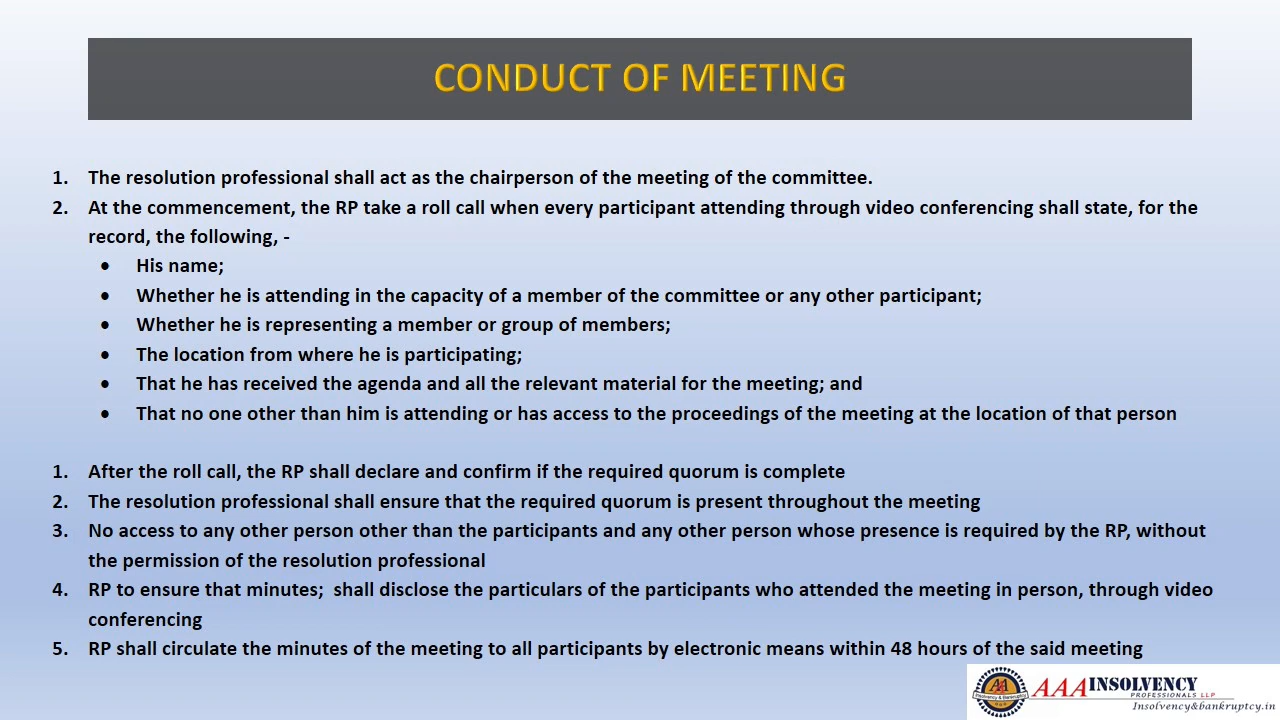 CONDUCT OF MEETING
1. The resolution professional shall act as the chairperson of the meeting of the committee.
2. At the commencement, the RP take a roll call when every participant attending through video conferencing shall state, for the
record, the following, -
• His name;
• Whether he is attending in the capacity of a member of the committee or any other participant;
• Whether he is representing a member or group of members;
• The location from where he is participating;
• That he has received the agenda and all the relevant material for the meeting; and
• That no one other than him is attending or has access to the proceedings of the meeting at the location of that person
1. After the roll call, the RP shall declare and confirm if the required quorum is complete
2. The resolution professional shall ensure that the required quorum is present throughout the meeting
3. No access to any other person other than the participants and any other person whose presence is required by the RP, without
the permission of the resolution professional
4. RP to ensure that minutes;  shall disclose the particulars of the participants who attended the meeting in person, through video
conferencing
5. RP shall circulate the minutes of the meeting to all participants by electronic means within 48 hours of the said meeting
AAA INSOLVENCY
PROFESSIONALS LLP
Insolvency&bankruptcy.in